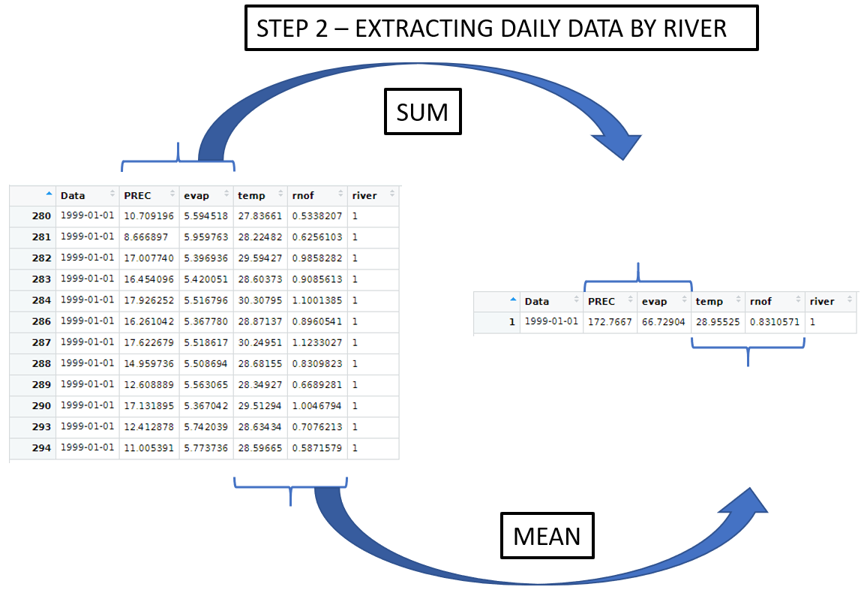 STEP 2 – EXTRACTING DAILY DATA BY RIVER
SUM
Data PREC evap temp rnof river
280 1999-01-01 10.709196 5.594518 27.83661 0.5338207 1
281 1999-01-01 8.666897 5.959763 28.22482 0.6256103 1
282 1999-01-01 17.007740 5.396936 29.59427 0.9858282 1
283 1999-01-01 16.454096 5.420051 28.60373 0.9085613 1
284 1999-01-01 17.926252 5.516796 30.30795 1.1001385 1
286 1999-01-01 16.261042 5.367780 28.87137 0.8960541 1
287 1999-01-01 17.622679 5.518617 30.24951 1.1233027 1
288 1999-01-01 14.959736 5.508694 28.68155 0.8309823 1
289 1999-01-01 12.608889 5.563065 28.34927 0.6689281 1
290 1999-01-01 17.131895 5.367042 29.51294 1.0046794 1
293 1999-01-01 12.412878 5.742039 28.63434 0.7076213 1
294 1999-01-01 11.005391 5.773736 28.59665 0.5871579 1
Data PREC evap temp rnof river
1 1999-01-01 172.7667 66.72904 28.95525 0.8310571 1
MEAN